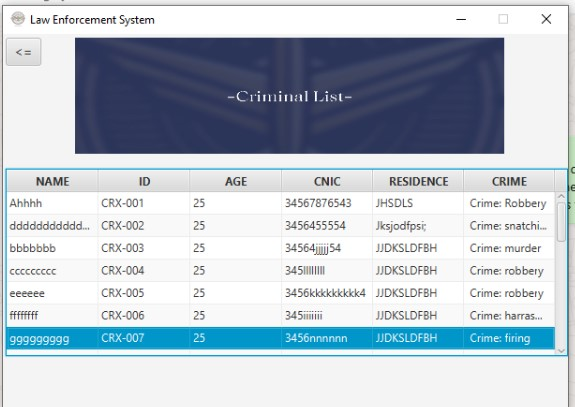 Law Enforcement System
<=
-Criminal List-
NAME ID AGE CNIC RESIDENCE CRIME
Ahhhh CRX-001 25 34567876543 JHSDLS Crime: Robbery
ddddddddddd... CRX-002 25 3456455554 Jksjodfpsi; Crime: snatchi...
bbbbbbb CRX-003 25 34564jjjjj54 JJDKSLDFBH Crime: murder
ccccccccc CRX-004 25 JJDKSLDFBH Crime: robbery
eeeeee CRX-005 25 3456kkkkkkkkk4 JJDKSLDFBH Crime: robbery
ffffffff CRX-006 25 JJDKSLDFBH Crime: harras...
ggggggggg CRX-007 25 3456nnnnnn JJDKSLDFBH Crime: firing